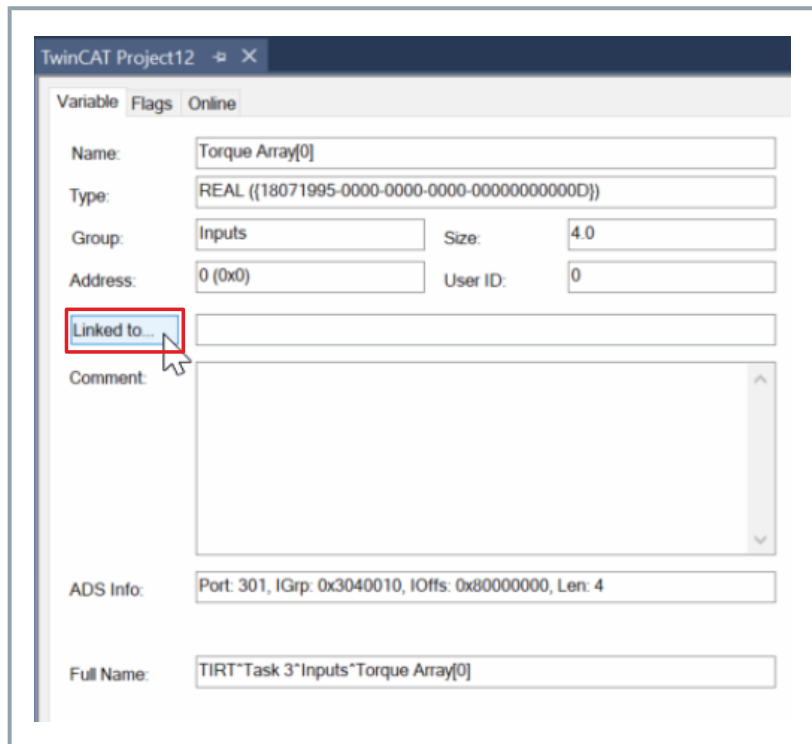 TwinCAT Project12
Variable Flags Online
Name: Torque Array[0]
Type: REAL ({18071995-0000-0000-0000-00000000000D})
Group: Inputs Size: 4.0
Address: 0 (0x0) User ID: 0
Linked to...
Comment:
ADS Info: Port: 301, IGrp: 0x3040010, IOffs: 0x80000000, Len: 4
Full Name: TIRT^Task 3^Inputs^Torque Array[0]